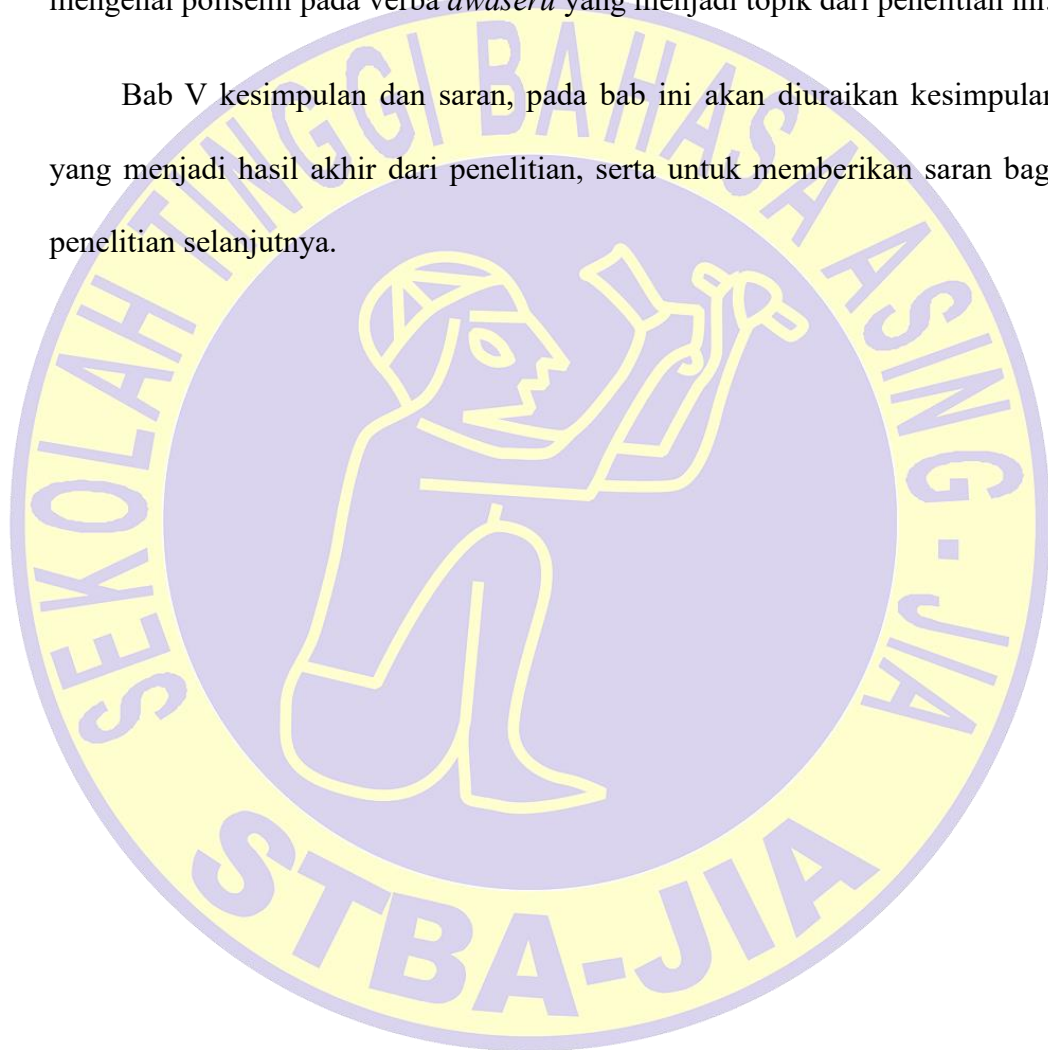 mengenai polisemi pada verba awaseru yang menjadi topik dari penelitian ini.
Bab V kesimpulan dan saran, pada bab ini akan diuraikan kesimpulan
yang menjadi hasil akhir dari penelitian, serta untuk memberikan saran bag
penelitian selanjutnya.
SEKOLAH TINGGI BAHASA ASING - JIA
STBA-JIA